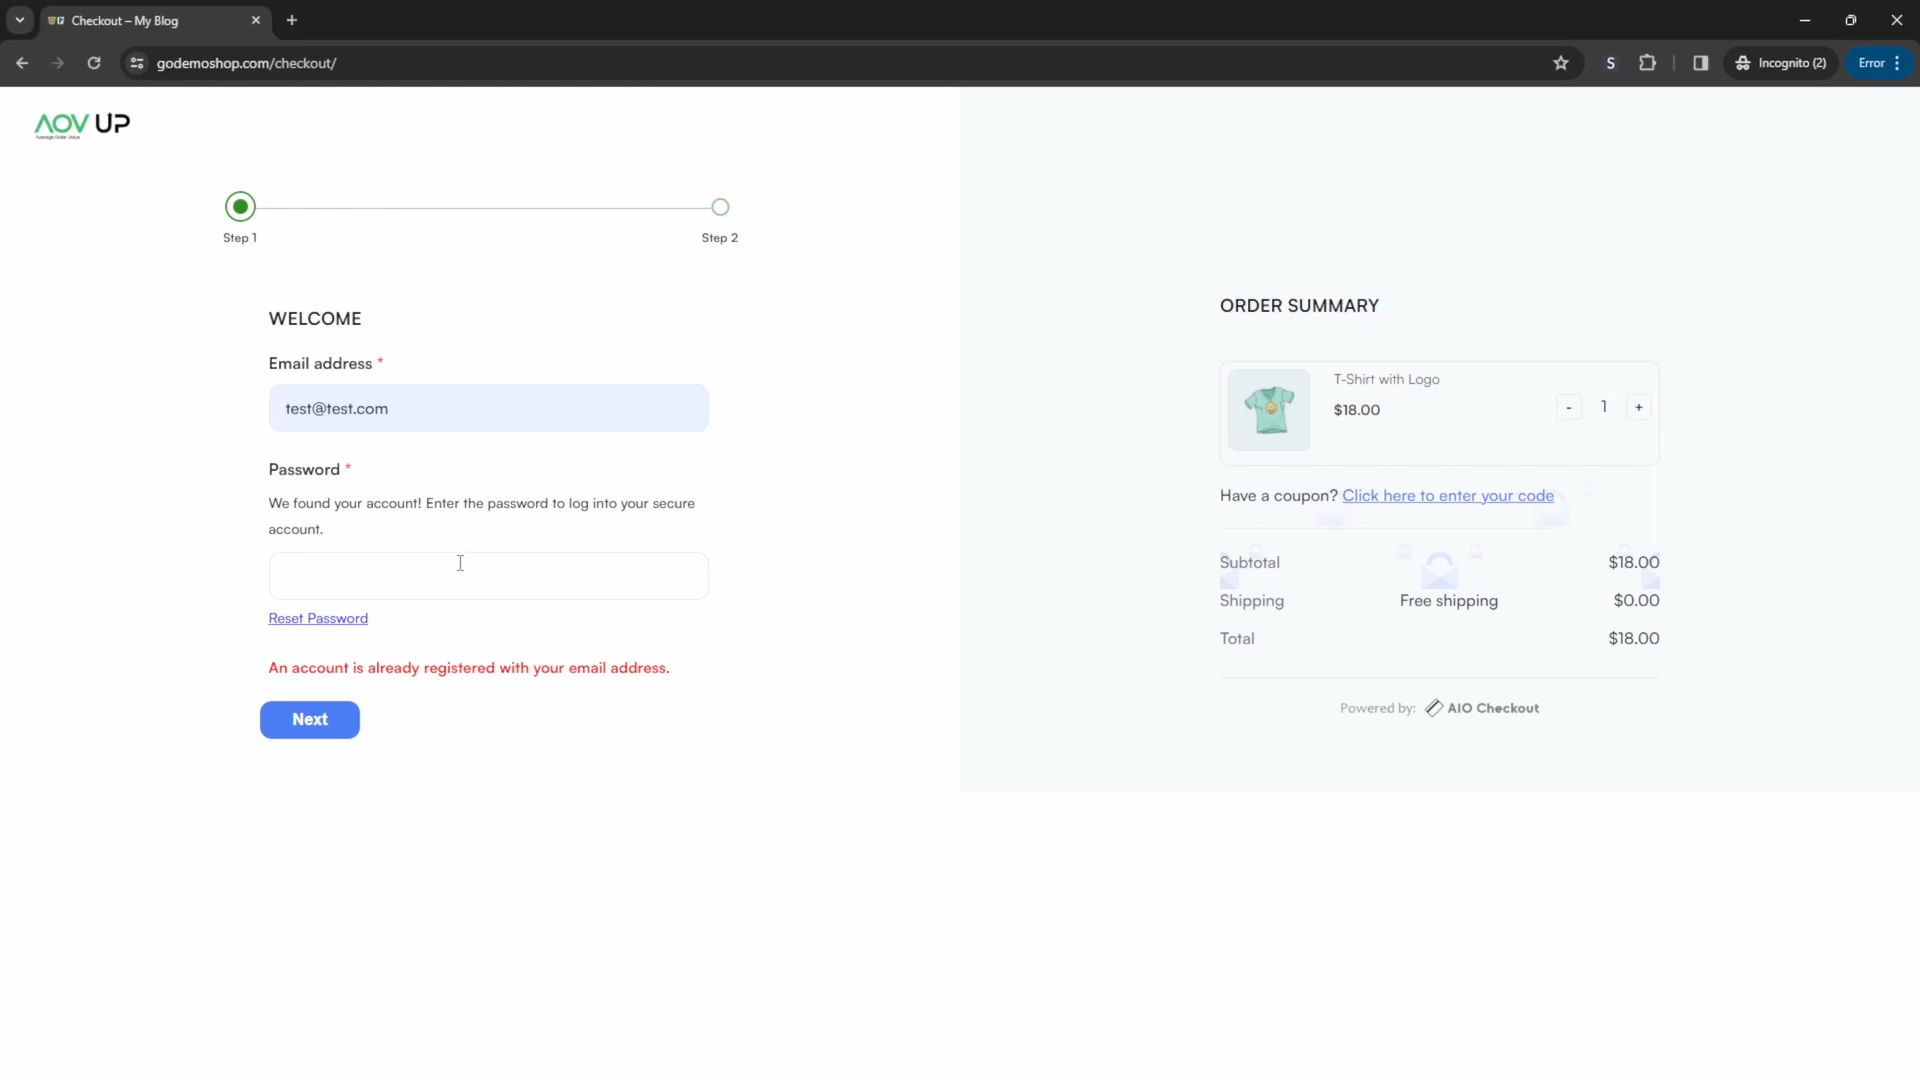 Checkout – My Blog
godemoshop.com/checkout/
S
Incognito (2)
Error
AOV UP
Average Order Value
Step 1
Step 2
WELCOME
Email address *
test@test.com
Password *
We found your account! Enter the password to log into your secure
account.
Reset Password
An account is already registered with your email address.
Next
ORDER SUMMARY
T-Shirt with Logo
$18.00
- 1 +
Have a coupon? Click here to enter your code
Subtotal $18.00
Shipping Free shipping $0.00
Total $18.00
Powered by: AIO Checkout